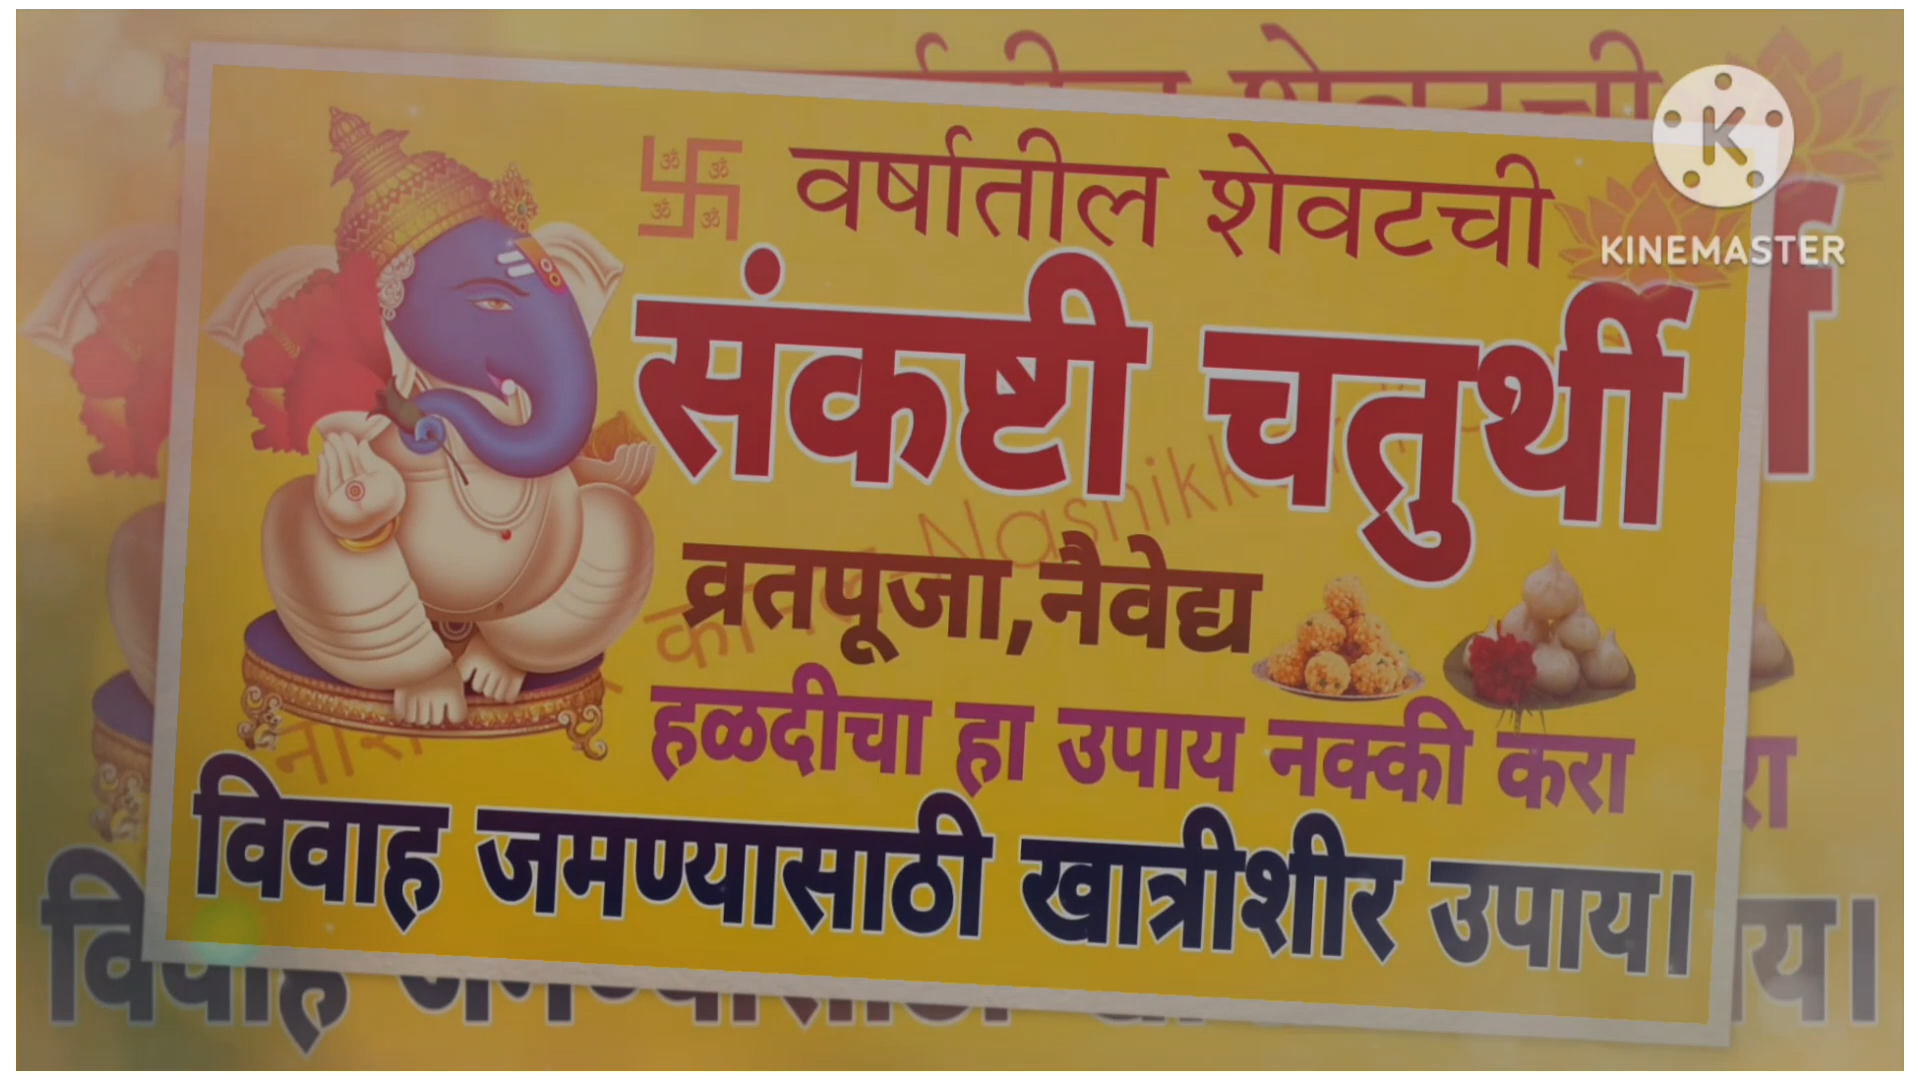 वर्षातील शेवटची
K
KINEMASTER
संकष्टी चतुर्थी
व्रतपूजा,नैवेद्य
हळदीचा हा उपाय नक्की करा
विवाह जमण्यासाठी खात्रीशीर उपाय।